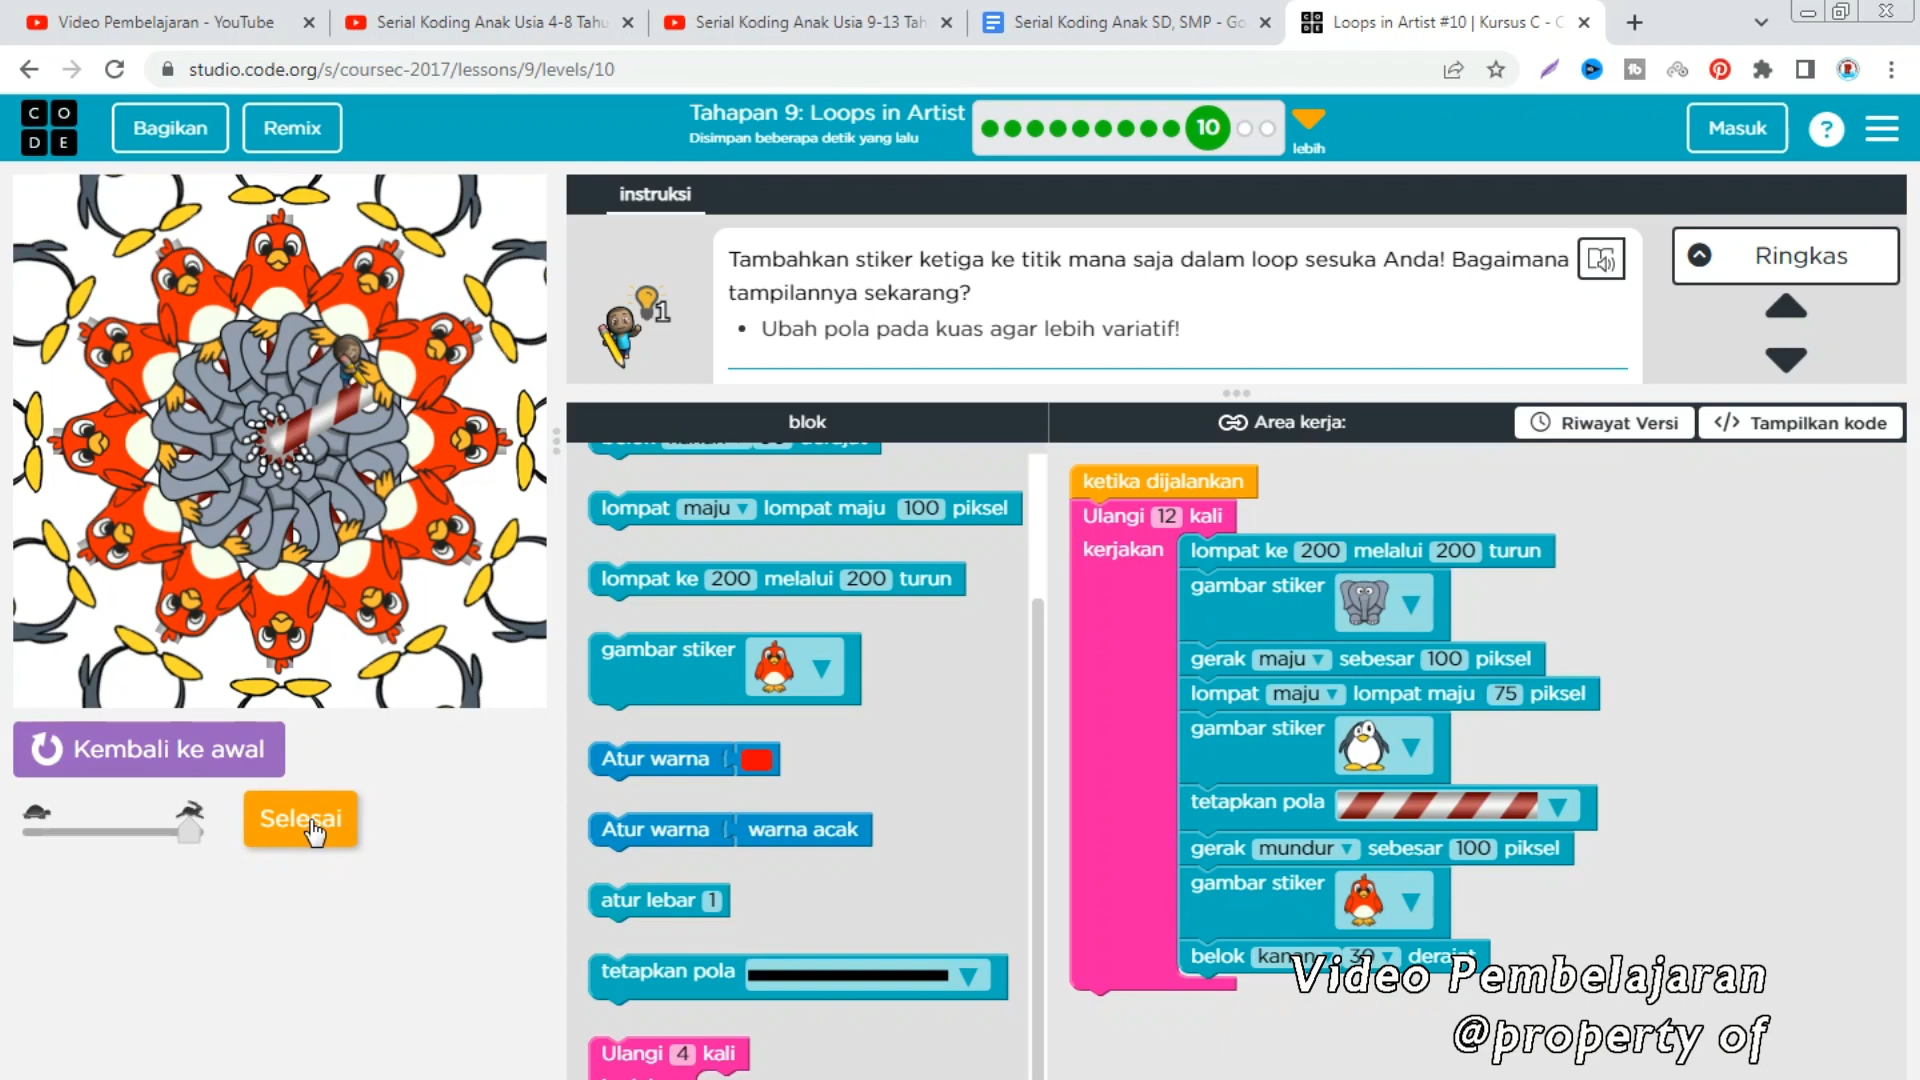 Video Pembelajaran - YouTube
Serial Koding Anak Usia 4-8 Tahu
Serial Koding Anak Usia 9-13 Tah
Serial Koding Anak SD, SMP - Go
Loops in Artist #10 | Kursus C - C
studio.code.org/s/coursec-2017/lessons/9/levels/10
C O
D E
Bagikan
Remix
Tahapan 9: Loops in Artist
Disimpan beberapa detik yang lalu
10
lebih
Masuk
?
instruksi
1
Tambahkan stiker ketiga ke titik mana saja dalam loop sesuka Anda! Bagaimana
tampilannya sekarang?
• Ubah pola pada kuas agar lebih variatif!
Ringkas
blok
Area kerja:
Riwayat Versi
</> Tampilkan kode
lompat maju lompat maju 100 piksel
lompat ke 200 melalui 200 turun
gambar stiker
Atur warna
Atur warna warna acak
atur lebar 1
tetapkan pola
Ulangi 4 kali
ketika dijalankan
Ulangi 12 kali
kerjakan
lompat ke 200 melalui 200 turun
gambar stiker
gerak maju sebesar 100 piksel
lompat maju lompat maju 75 piksel
gambar stiker
tetapkan pola
gerak mundur sebesar 100 piksel
gambar stiker
belok kanan 30 derajat
Kembali ke awal
Selesai
Video Pembelajaran
@property of